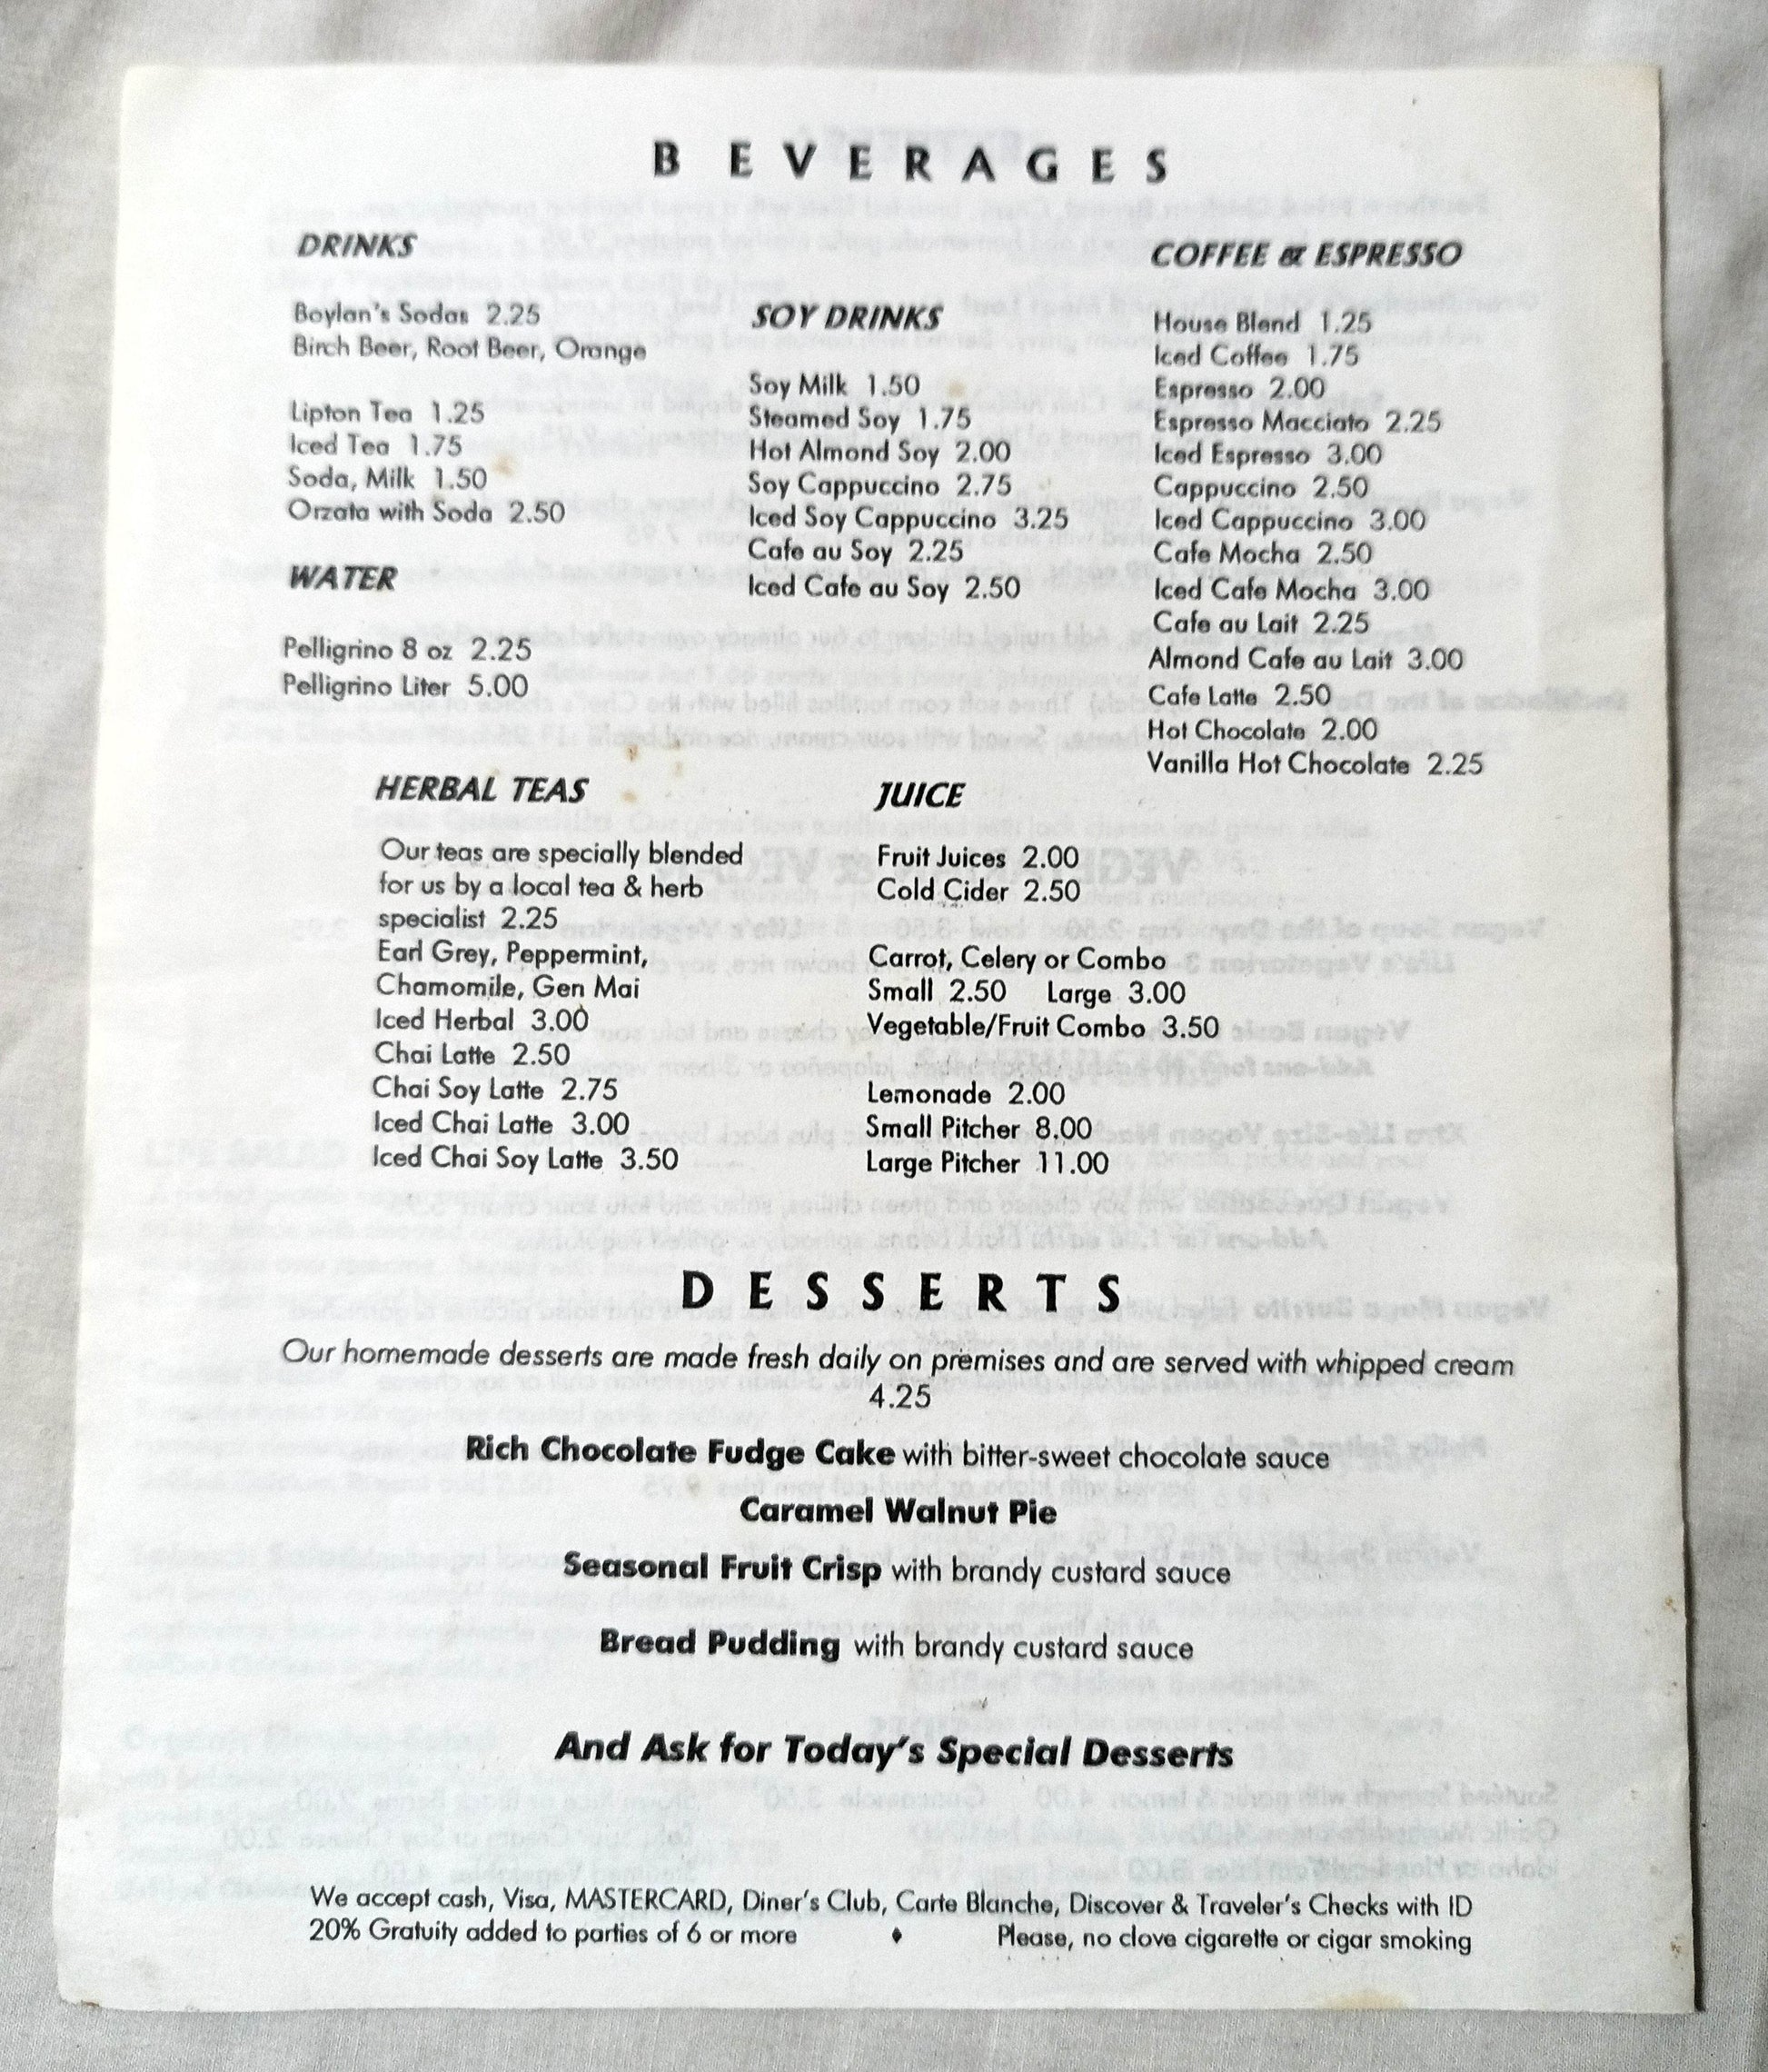 BEVERAGES
DRINKS
Boylan's Sodas 2.25
Birch Beer, Root Beer, Orange
Lipton Tea 1.25
Iced Tea 1.75
Soda, Milk 1.50
Orzata with Soda 2.50
WATER
Pelligrino 8 oz 2.25
Pelligrino Liter 5.00
SOY DRINKS
Soy Milk 1.50
Steamed Soy 1.75
Hot Almond Soy 2.00
Soy Cappuccino 2.75
Iced Soy Cappuccino 3.25
Cafe au Soy 2.25
Iced Cafe au Soy 2.50
COFFEE & ESPRESSO
House Blend 1.25
Iced Coffee 1.75
Espresso 2.00
Espresso Macciato 2.25
Iced Espresso 3.00
Cappuccino 2.50
Iced Cappuccino 3.00
Cafe Mocha 2.50
Iced Cafe Mocha 3.00
Cafe au Lait 2.25
Almond Cafe au Lait 3.00
Cafe Latte 2.50
Hot Chocolate 2.00
Vanilla Hot Chocolate 2.25
HERBAL TEAS
Our teas are specially blended
for us by a local tea & herb
specialist 2.25
Earl Grey, Peppermint,
Chamomile, Gen Mai
Iced Herbal 3.00
Chai Latte 2.50
Chai Soy Latte 2.75
Iced Chai Latte 3.00
Iced Chai Soy Latte 3.50
JUICE
Fruit Juices 2.00
Cold Cider 2.50
Carrot, Celery or Combo
Small 2.50 Large 3.00
Vegetable/Fruit Combo 3.50
Lemonade 2.00
Small Pitcher 8.00
Large Pitcher 11.00
DESSERTS
Our homemade desserts are made fresh daily on premises and are served with whipped cream
4.25
Rich Chocolate Fudge Cake with bitter-sweet chocolate sauce
Caramel Walnut Pie
Seasonal Fruit Crisp with brandy custard sauce
Bread Pudding with brandy custard sauce
And Ask for Today's Special Desserts
We accept cash, Visa, MASTERCARD, Diner's Club, Carte Blanche, Discover & Traveler's Checks with ID
20% Gratuity added to parties of 6 or more ♦ Please, no clove cigarette or cigar smoking